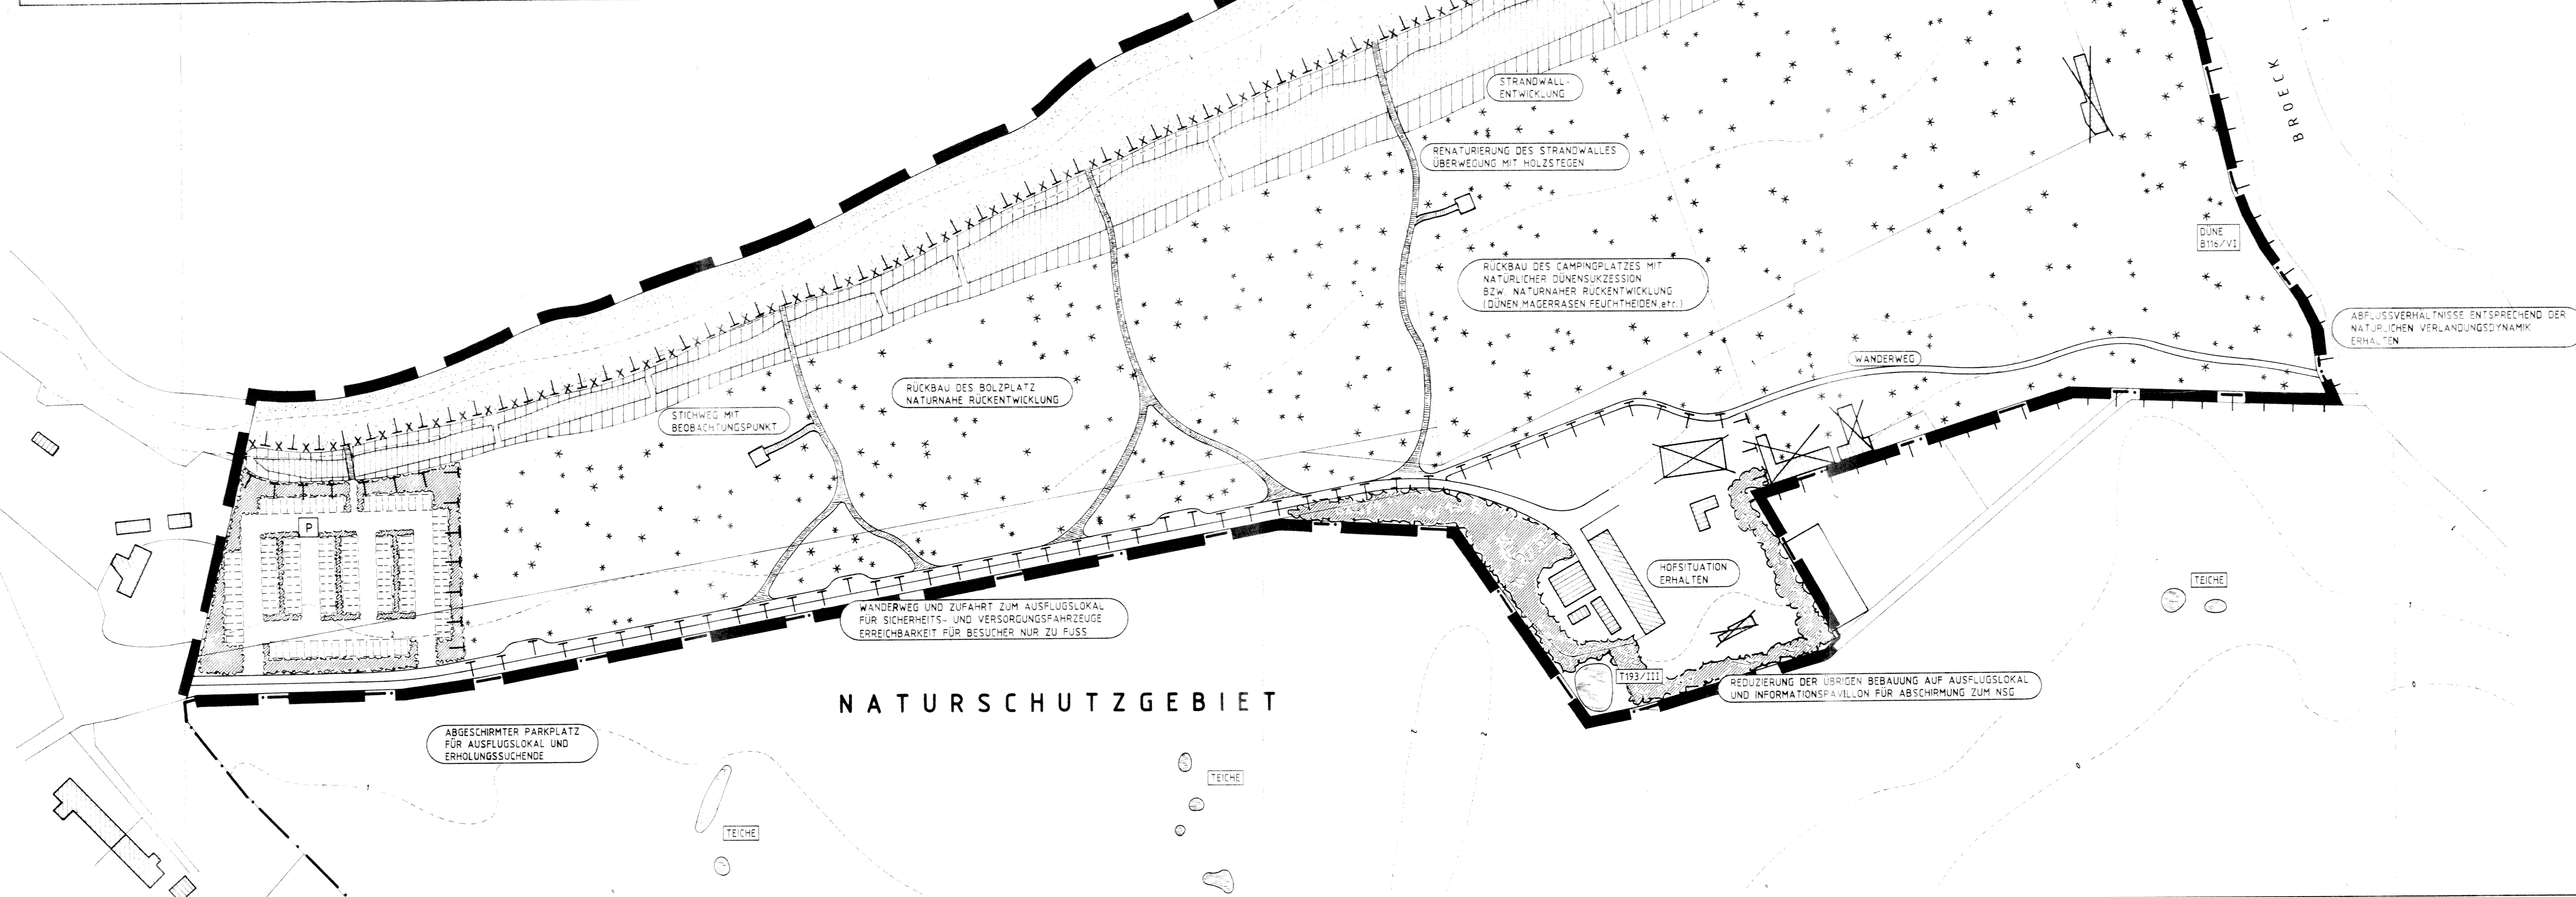 STRANDWALL-
ENTWICKLUNG
BROECK
RENATURIERUNG DES STRANDWALLES
ÜBERWEGUNG MIT HOLZSTEGEN
DÜNE
B116/VI
RÜCKBAU DES CAMPINGPLATZES MIT
NATÜRLICHER DÜNENSUKZESSION
BZW. NATURNAHER RÜCKENTWICKLUNG
(DÜNEN,MAGERRASEN,FEUCHTHEIDEN,etc.)
ABFLUSSVERHÄLTNISSE ENTSPRECHEND DER
NATÜRLICHEN VERLANDUNGSDYNAMIK
ERHALTEN
WANDERWEG
RÜCKBAU DES BOLZPLATZ
NATURNAHE RÜCKENTWICKLUNG
STICHWEG MIT
BEOBACHTUNGSPUNKT
P
HOFSITUATION
ERHALTEN
TEICHE
WANDERWEG UND ZUFAHRT ZUM AUSFLUGSLOKAL
FÜR SICHERHEITS- UND VERSORGUNGSFAHRZEUGE
ERREICHBARKEIT FÜR BESUCHER NUR ZU FUSS
T193/III
REDUZIERUNG DER ÜBRIGEN BEBAUUNG AUF AUSFLUGSLOKAL
UND INFORMATIONSPAVILLON FÜR ABSCHIRMUNG ZUM NSG
NATURSCHUTZGEBIET
ABGESCHIRMTER PARKPLATZ
FÜR AUSFLUGSLOKAL UND
ERHOLUNGSSUCHENDE
TEICHE
TEICHE